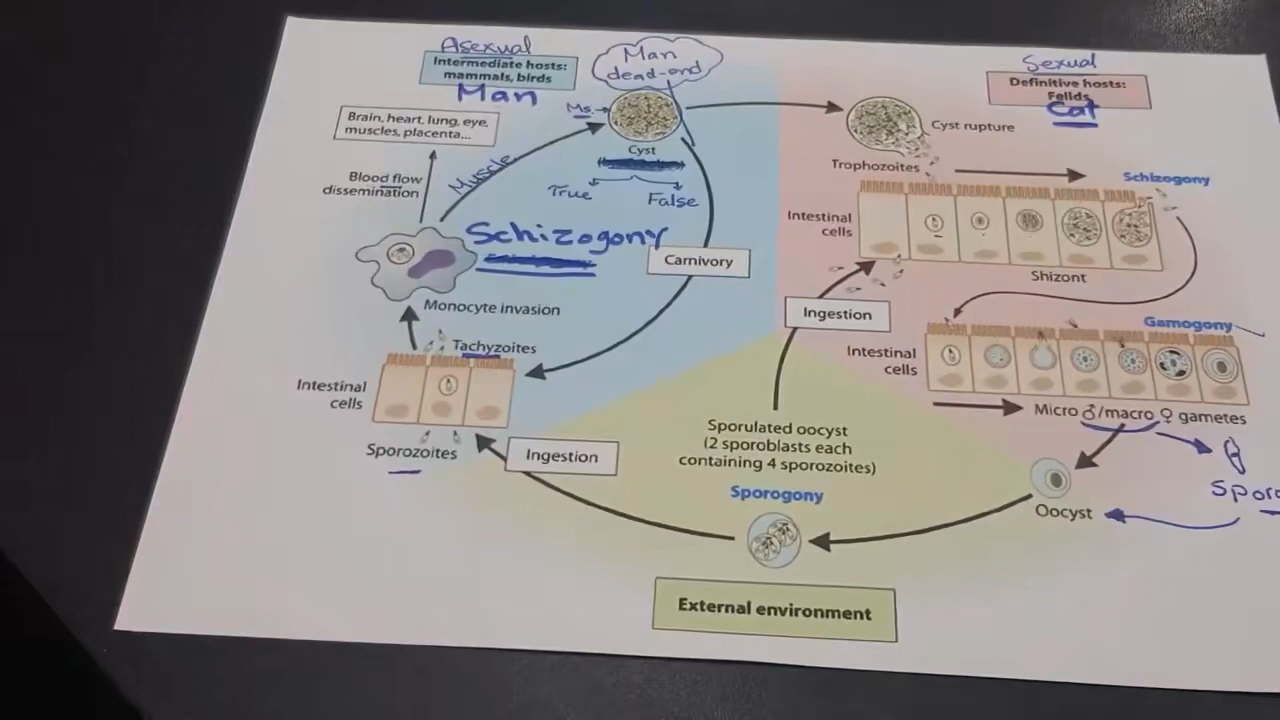 Asexual
Intermediate hosts:
mammals, birds
Man
Man
dead-end
Sexual
Definitive hosts:
Felids
Cat
Brain, heart, lung, eye,
muscles, placenta...
Ms.
Cyst
True
False
Cyst rupture
Trophozoites
Schizogony
Blood flow
dissemination
Muscle
Schizogony
Carnivory
Intestinal
cells
Shizont
Monocyte invasion
Ingestion
Gamogony
Tachyzoites
Intestinal
cells
Intestinal
cells
Micro ♂/macro ♀ gametes
Sporozoites
Ingestion
Sporulated oocyst
(2 sporoblasts each
containing 4 sporozoites)
Sporogony
Oocyst
External environment